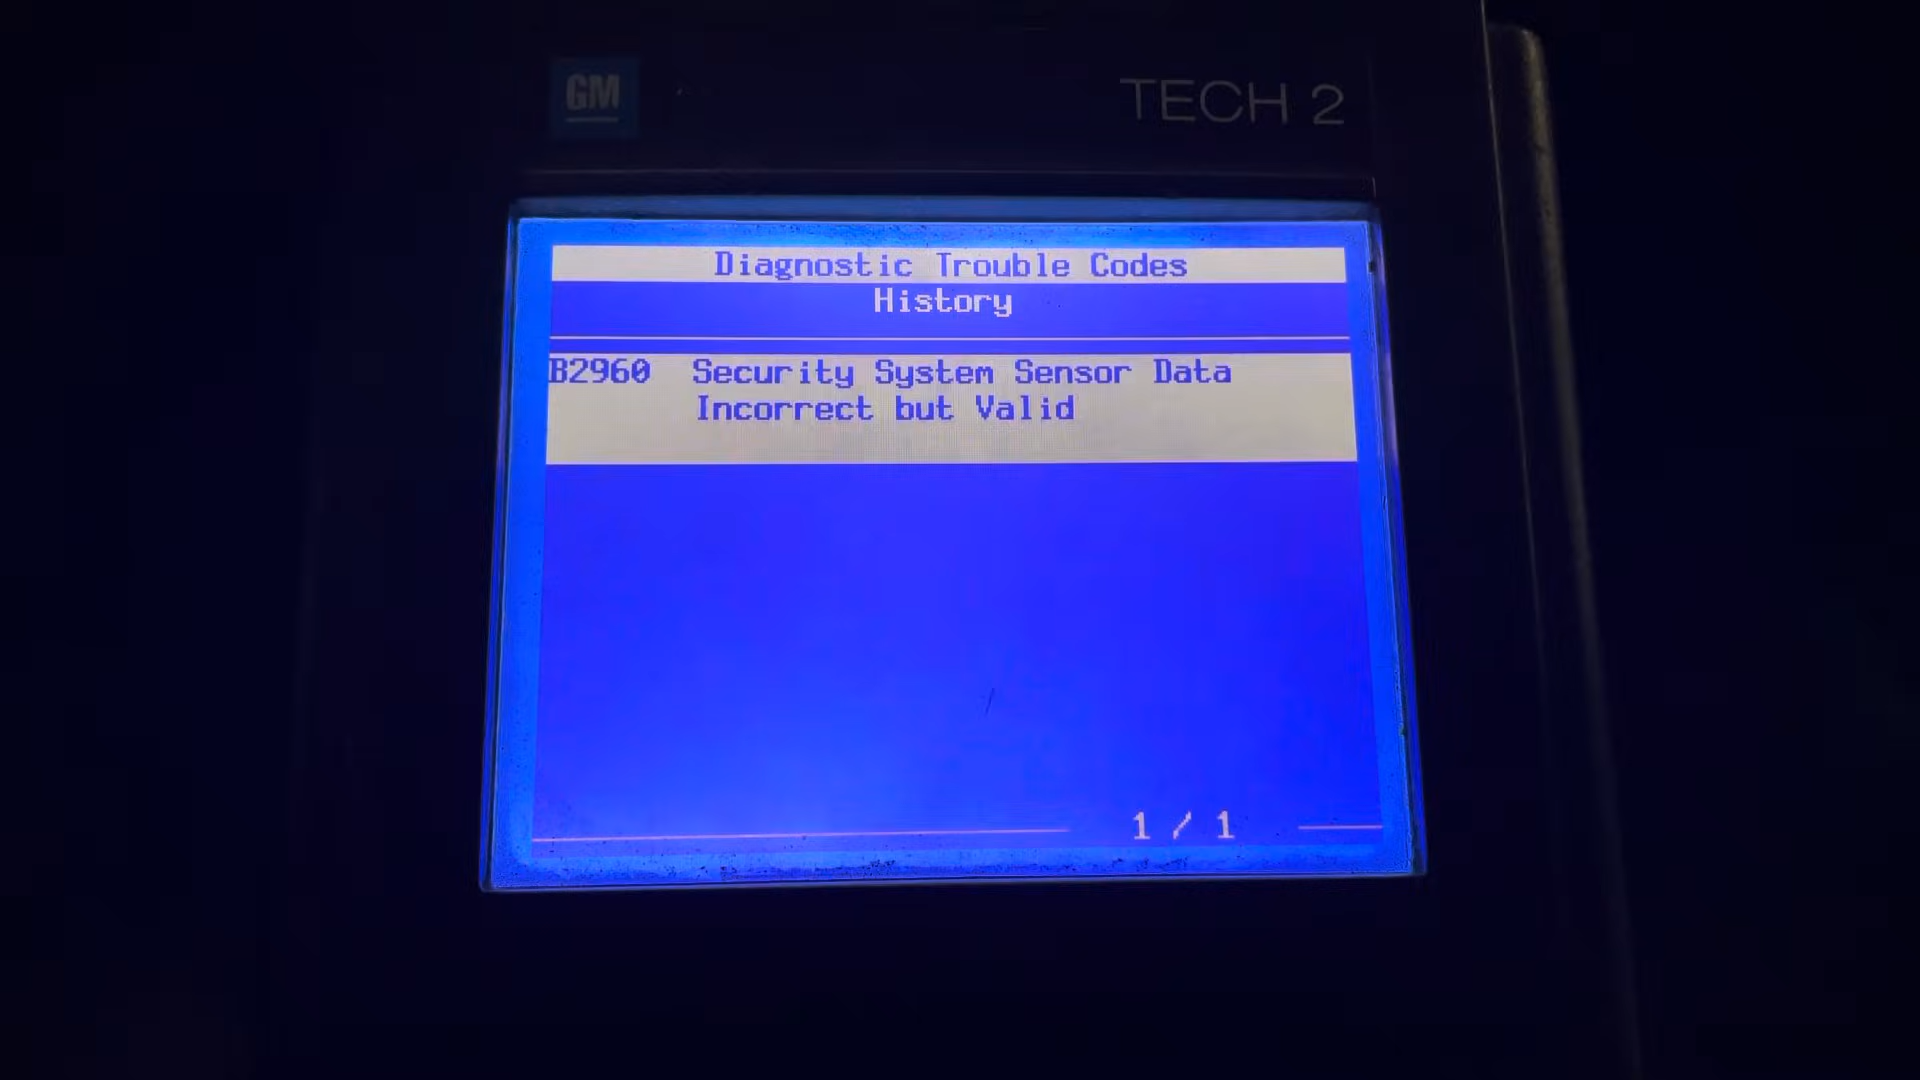 GM
TECH 2
Diagnostic Trouble Codes
History
B2960 Security System Sensor Data
Incorrect but Valid
1 / 1